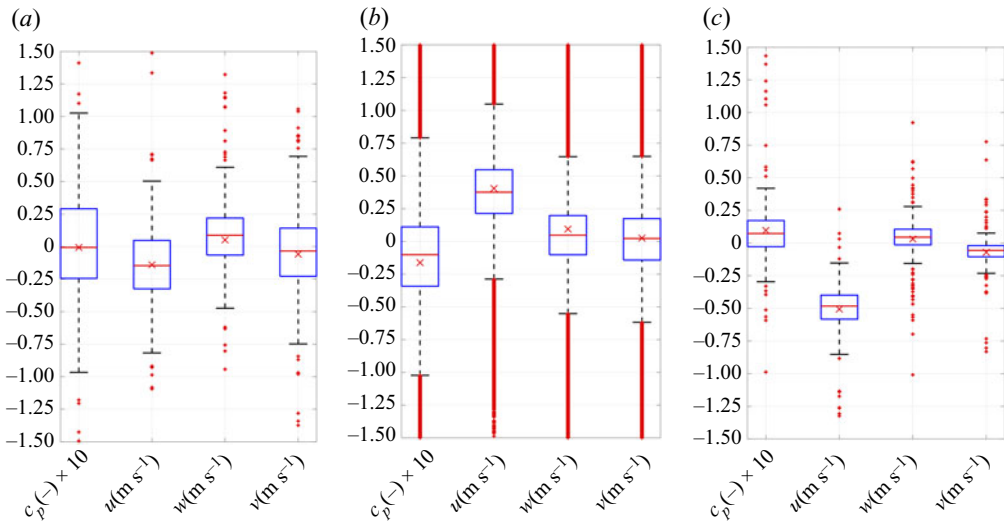 (a)
(b)
(c)
1.50
1.25
1.00
0.75
0.50
0.25
0
−0.25
−0.50
−0.75
−1.00
−1.25
−1.50
c_p(−) × 10
u(m s⁻¹)
w(m s⁻¹)
v(m s⁻¹)
1.50
1.25
1.00
0.75
0.50
0.25
0
−0.25
−0.50
−0.75
−1.00
−1.25
−1.50
c_p(−) × 10
u(m s⁻¹)
w(m s⁻¹)
v(m s⁻¹)
1.50
1.25
1.00
0.75
0.50
0.25
0
−0.25
−0.50
−0.75
−1.00
−1.25
−1.50
c_p(−) × 10
u(m s⁻¹)
w(m s⁻¹)
v(m s⁻¹)